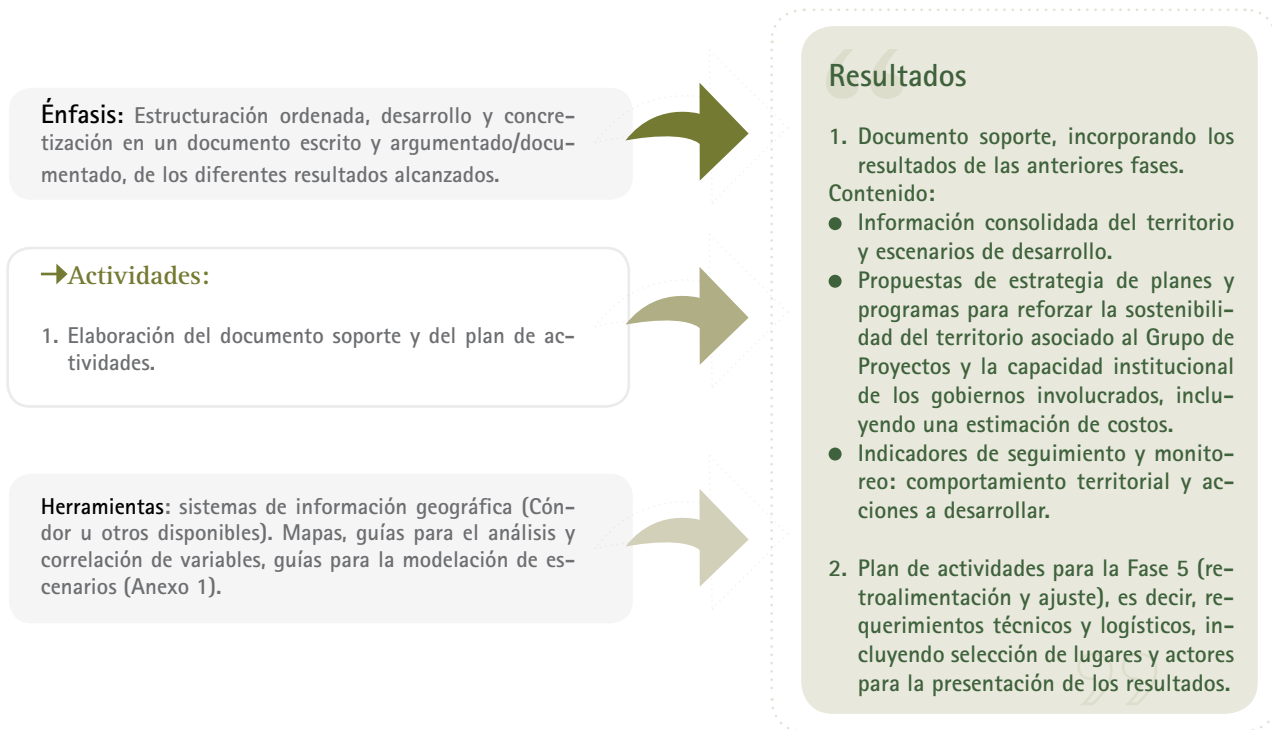 Énfasis: Estructuración ordenada, desarrollo y concre-
tización en un documento escrito y argumentado/docu-
mentado, de los diferentes resultados alcanzados.
→Actividades:
1. Elaboración del documento soporte y del plan de ac-
tividades.
Herramientas: sistemas de información geográfica (Cón-
dor u otros disponibles). Mapas, guías para el análisis y
correlación de variables, guías para la modelación de es-
cenarios (Anexo 1).
Resultados
1. Documento soporte, incorporando los
resultados de las anteriores fases.
Contenido:
● Información consolidada del territorio
y escenarios de desarrollo.
● Propuestas de estrategia de planes y
programas para reforzar la sostenibili-
dad del territorio asociado al Grupo de
Proyectos y la capacidad institucional
de los gobiernos involucrados, inclu-
yendo una estimación de costos.
● Indicadores de seguimiento y monito-
reo: comportamiento territorial y ac-
ciones a desarrollar.
2. Plan de actividades para la Fase 5 (re-
troalimentación y ajuste), es decir, re-
querimientos técnicos y logísticos, in-
cluyendo selección de lugares y actores
para la presentación de los resultados.